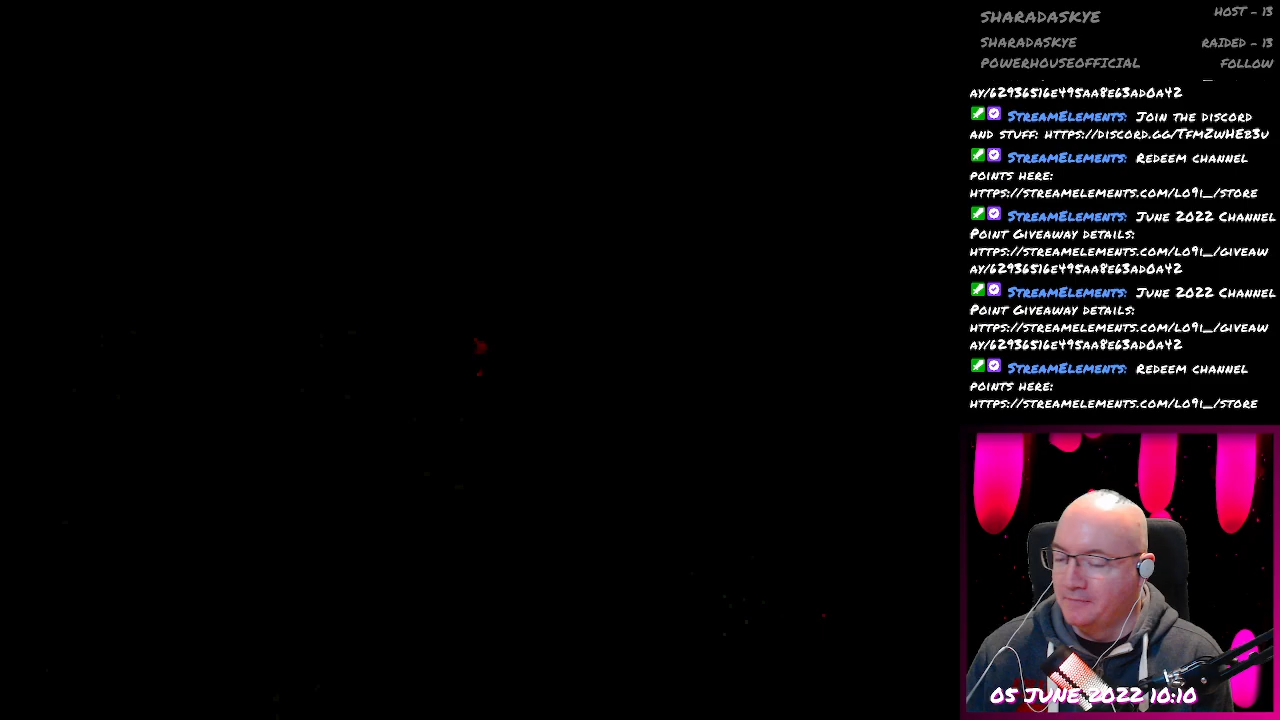 SHARADASKYE HOST - 13
SHARADASKYE RAIDED - 13
POWERHOUSEOFFICIAL FOLLOW
AY/62936516E495AA8E63AD0A42
STREAMELEMENTS: JOIN THE DISCORD
AND STUFF: HTTPS://DISCORD.GG/TFMZWHE83U
STREAMELEMENTS: REDEEM CHANNEL
POINTS HERE:
HTTPS://STREAMELEMENTS.COM/LO9I_/STORE
STREAMELEMENTS: JUNE 2022 CHANNEL
POINT GIVEAWAY DETAILS:
HTTPS://STREAMELEMENTS.COM/LO9I_/GIVEAW
AY/62936516E495AA8E63AD0A42
STREAMELEMENTS: JUNE 2022 CHANNEL
POINT GIVEAWAY DETAILS:
HTTPS://STREAMELEMENTS.COM/LO9I_/GIVEAW
AY/62936516E495AA8E63AD0A42
STREAMELEMENTS: REDEEM CHANNEL
POINTS HERE:
HTTPS://STREAMELEMENTS.COM/LO9I_/STORE
05 JUNE 2022 10:10